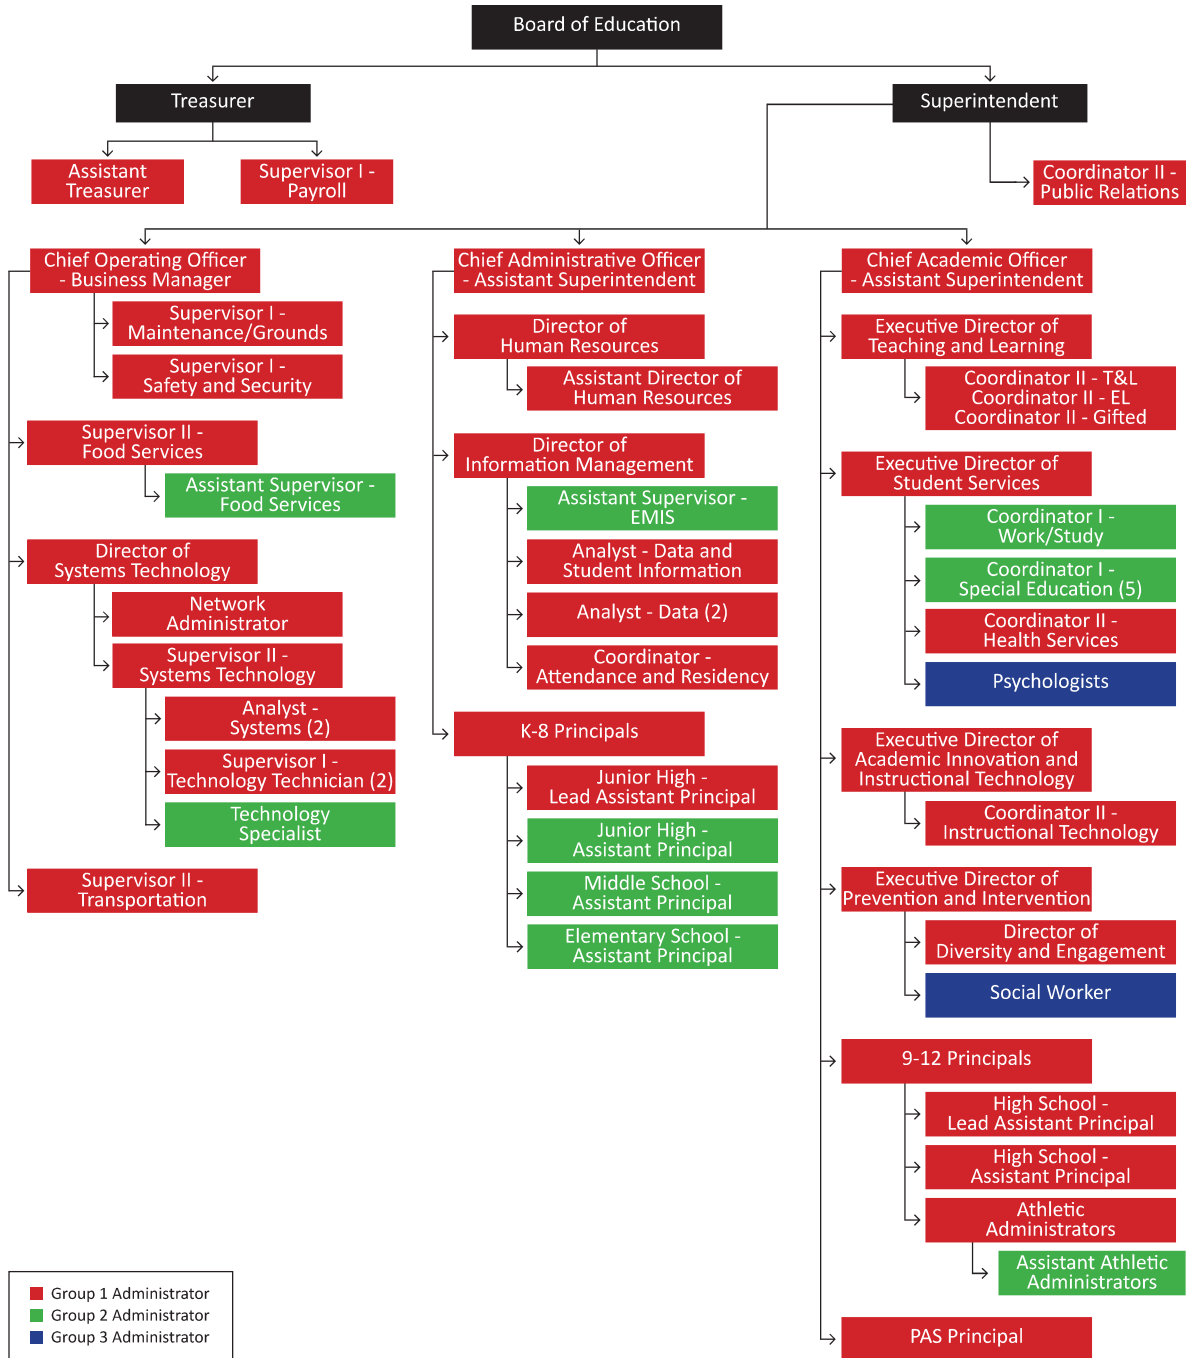 Board of Education
Treasurer
Superintendent
Assistant
Treasurer
Supervisor I -
Payroll
Coordinator II -
Public Relations
Chief Operating Officer
- Business Manager
Supervisor I -
Maintenance/Grounds
Supervisor I -
Safety and Security
Supervisor II -
Food Services
Assistant Supervisor -
Food Services
Director of
Systems Technology
Network
Administrator
Supervisor II -
Systems Technology
Analyst -
Systems (2)
Supervisor I -
Technology Technician (2)
Technology
Specialist
Supervisor II -
Transportation
Chief Administrative Officer
- Assistant Superintendent
Director of
Human Resources
Assistant Director of
Human Resources
Director of
Information Management
Assistant Supervisor -
EMIS
Analyst - Data and
Student Information
Analyst - Data (2)
Coordinator -
Attendance and Residency
K-8 Principals
Junior High -
Lead Assistant Principal
Junior High -
Assistant Principal
Middle School -
Assistant Principal
Elementary School -
Assistant Principal
Chief Academic Officer
- Assistant Superintendent
Executive Director of
Teaching and Learning
Coordinator II - T&L
Coordinator II - EL
Coordinator II - Gifted
Executive Director of
Student Services
Coordinator I -
Work/Study
Coordinator I -
Special Education (5)
Coordinator II -
Health Services
Psychologists
Executive Director of
Academic Innovation and
Instructional Technology
Coordinator II -
Instructional Technology
Executive Director of
Prevention and Intervention
Director of
Diversity and Engagement
Social Worker
9-12 Principals
High School -
Lead Assistant Principal
High School -
Assistant Principal
Athletic
Administrators
Assistant Athletic
Administrators
PAS Principal
Group 1 Administrator
Group 2 Administrator
Group 3 Administrator